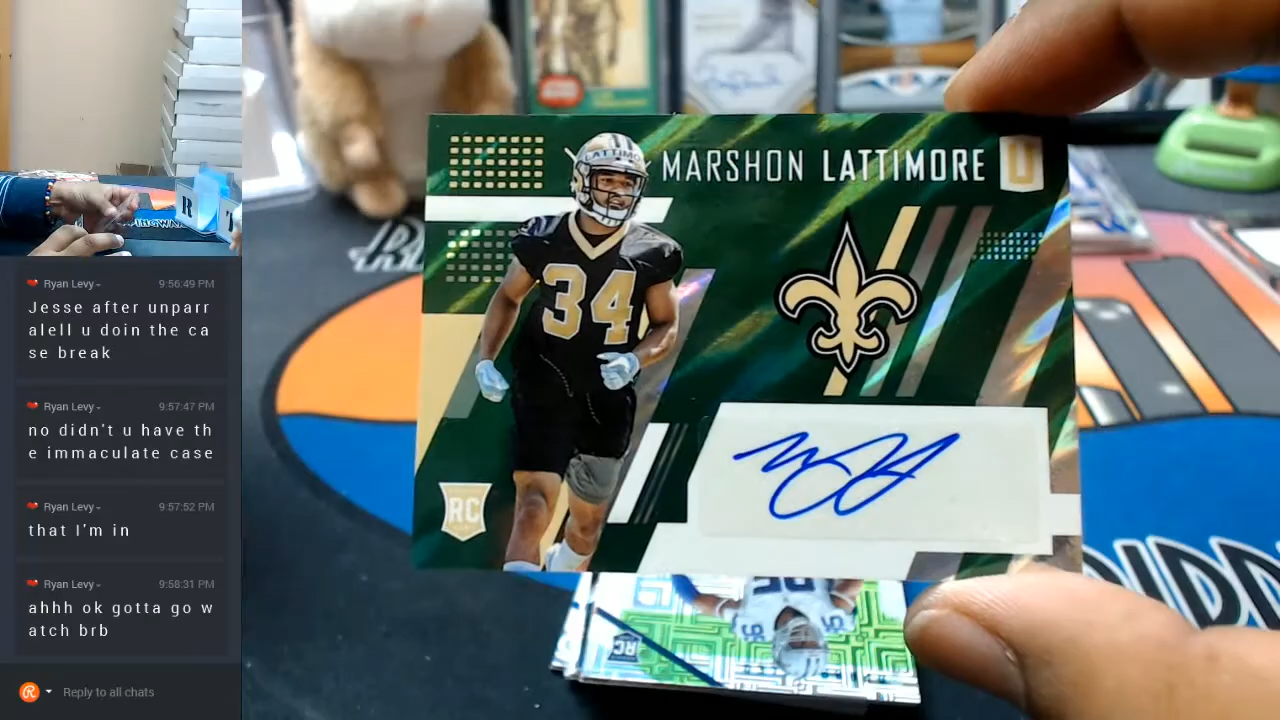 Ryan Levy 9:56:49 PM
Jesse after unparr
alell u doin the ca
se break
Ryan Levy 9:57:47 PM
no didn't u have th
e immaculate case
Ryan Levy 9:57:52 PM
that I'm in
Ryan Levy 9:58:31 PM
ahhh ok gotta go w
atch brb
Reply to all chats
R
MARSHON LATTIMORE U
LATTIMO
34
RC
RC